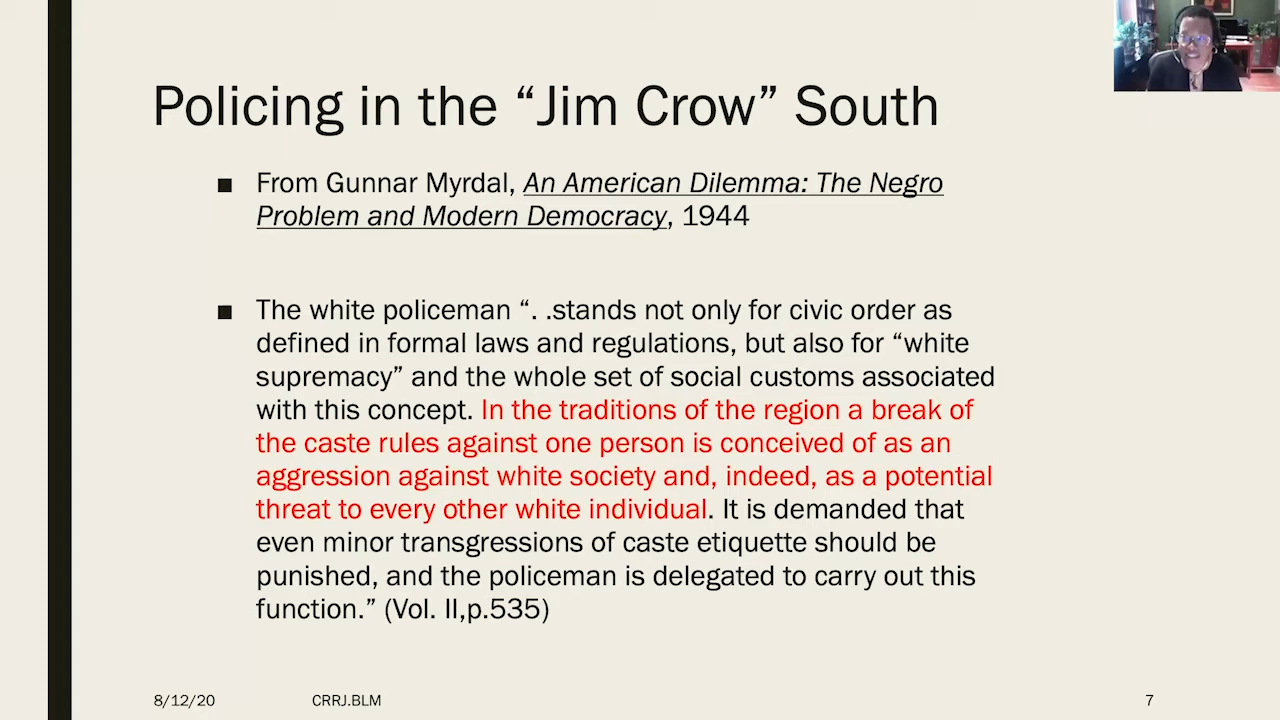 Policing in the “Jim Crow” South
■ From Gunnar Myrdal, An American Dilemma: The Negro
Problem and Modern Democracy, 1944
■ The white policeman “. .stands not only for civic order as
defined in formal laws and regulations, but also for “white
supremacy” and the whole set of social customs associated
with this concept. In the traditions of the region a break of
the caste rules against one person is conceived of as an
aggression against white society and, indeed, as a potential
threat to every other white individual. It is demanded that
even minor transgressions of caste etiquette should be
punished, and the policeman is delegated to carry out this
function.” (Vol. II,p.535)
8/12/20 CRRJ.BLM 7